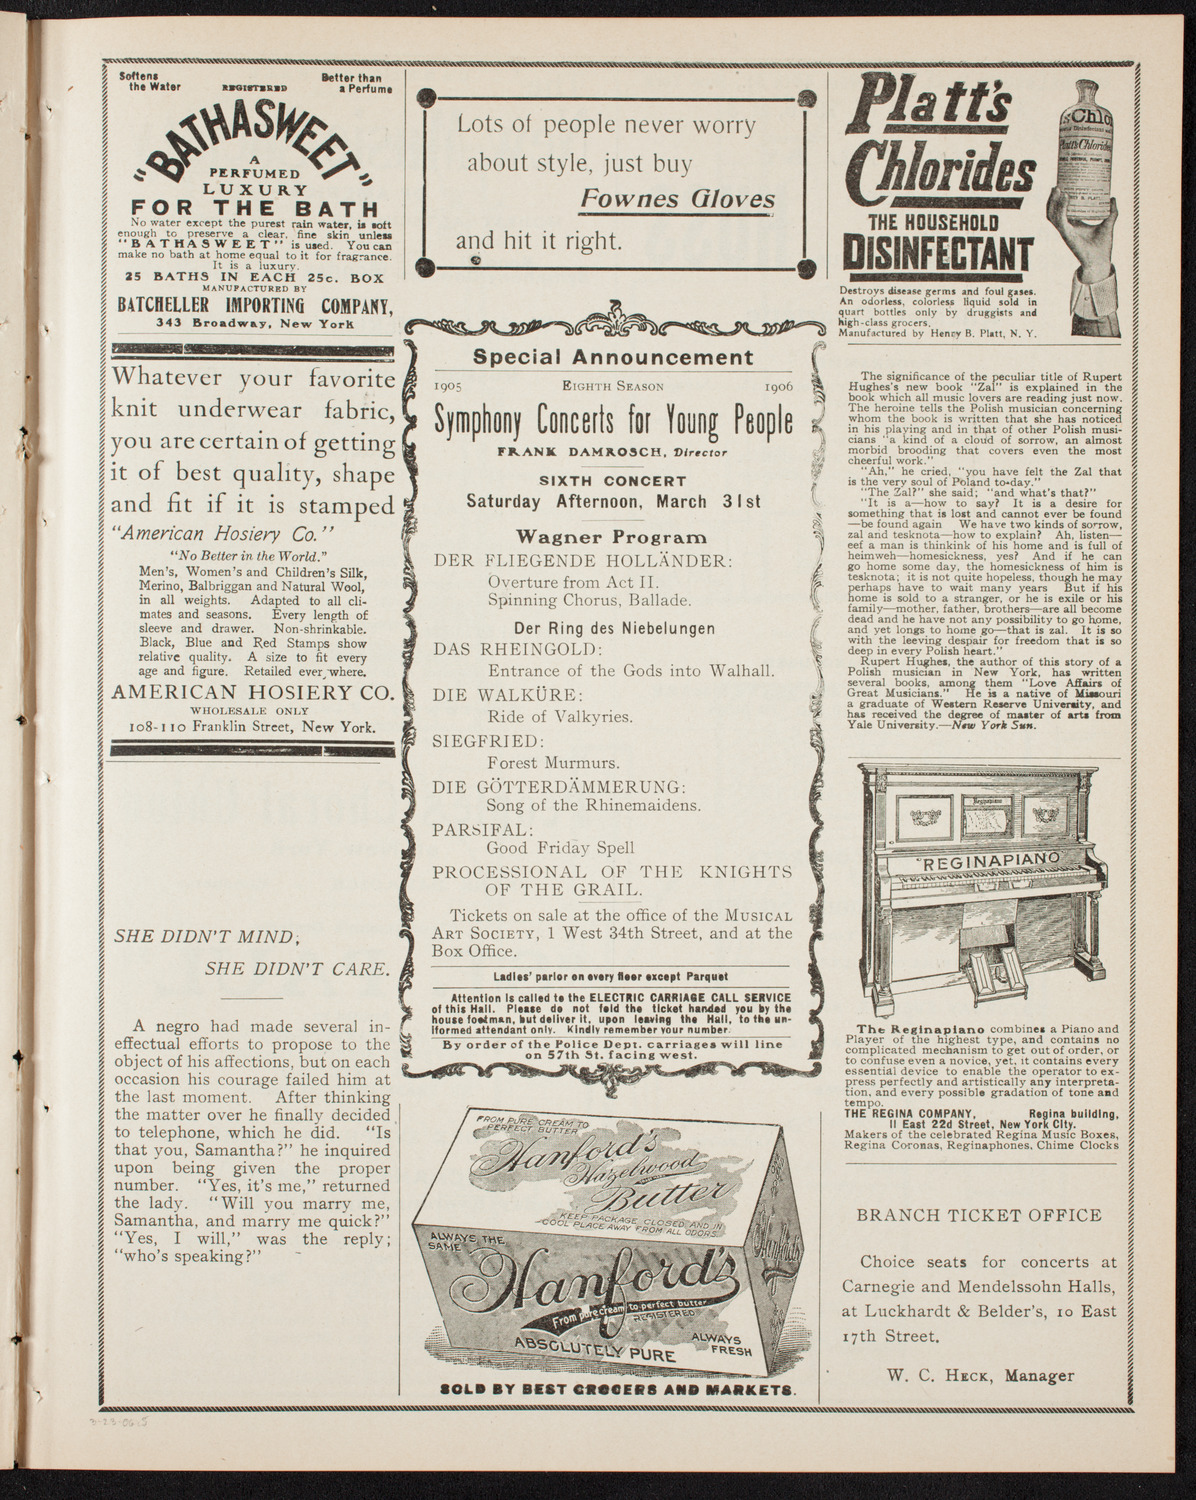 Softens
the Water
REGISTERED
Better than
a Perfume
"BATHASWEET"
A
PERFUMED
LUXURY
FOR THE BATH
No water except the purest rain water, is soft
enough to preserve a clear, fine skin unless
"BATHASWEET" is used. You can
make no bath at home equal to it for fragrance.
It is a luxury.
25 BATHS IN EACH 25c. BOX
MANUFACTURED BY
BATCHELLER IMPORTING COMPANY,
343 Broadway, New York
Whatever your favorite
knit underwear fabric,
you are certain of getting
it of best quality, shape
and fit if it is stamped
"American Hosiery Co."
"No Better in the World."
Men's, Women's and Children's Silk,
Merino, Balbriggan and Natural Wool,
in all weights. Adapted to all cli-
mates and seasons. Every length of
sleeve and drawer. Non-shrinkable.
Black, Blue and Red Stamps show
relative quality. A size to fit every
age and figure. Retailed everywhere.
AMERICAN HOSIERY CO.
WHOLESALE ONLY
108-110 Franklin Street, New York.
SHE DIDN'T MIND;
SHE DIDN'T CARE.
A negro had made several in-
effectual efforts to propose to the
object of his affections, but on each
occasion his courage failed him at
the last moment. After thinking
the matter over he finally decided
to telephone, which he did. "Is
that you, Samantha?" he inquired
upon being given the proper
number. "Yes, it's me," returned
the lady. "Will you marry me,
Samantha, and marry me quick?"
"Yes, I will," was the reply;
"who's speaking?"
Lots of people never worry
about style, just buy
Fownes Gloves
and hit it right.
Special Announcement
1905 EIGHTH SEASON 1906
Symphony Concerts for Young People
FRANK DAMROSCH, Director
SIXTH CONCERT
Saturday Afternoon, March 31st
Wagner Program
DER FLIEGENDE HOLLÄNDER:
Overture from Act II.
Spinning Chorus, Ballade.
Der Ring des Niebelungen
DAS RHEINGOLD:
Entrance of the Gods into Walhall.
DIE WALKÜRE:
Ride of Valkyries.
SIEGFRIED:
Forest Murmurs.
DIE GÖTTERDÄMMERUNG:
Song of the Rhinemaidens.
PARSIFAL:
Good Friday Spell
PROCESSIONAL OF THE KNIGHTS
OF THE GRAIL.
Tickets on sale at the office of the MUSICAL
ART SOCIETY, 1 West 34th Street, and at the
Box Office.
Ladies' parlor on every floor except Parquet
Attention is called to the ELECTRIC CARRIAGE CALL SERVICE
of this Hall. Please do not fold the ticket handed you by the
house footman, but deliver it, upon leaving the Hall, to the un-
iformed attendant only. Kindly remember your number.
By order of the Police Dept. carriages will line
on 57th St. facing west.
FROM PURE CREAM TO
PERFECT BUTTER
Hanford's
Hazelwood
Butter
KEEP PACKAGE CLOSED AND IN
COOL PLACE AWAY FROM ALL ODORS
ALWAYS THE
SAME
Hanford's
From pure cream to perfect butter
REGISTERED
ABSOLUTELY PURE
ALWAYS
FRESH
Hanford's
SOLD BY BEST GROCERS AND MARKETS.
Platt's
Chlorides
THE HOUSEHOLD
DISINFECTANT
Platt's Chlorides
Destroys disease germs and foul gases.
An odorless, colorless liquid sold in
quart bottles only by druggists and
high-class grocers.
Manufactured by Henry B. Platt, N. Y.
The significance of the peculiar title of Rupert
Hughes's new book "Zal" is explained in the
book which all music lovers are reading just now.
The heroine tells the Polish musician concerning
whom the book is written that she has noticed
in his playing and in that of other Polish musi-
cians "a kind of a cloud of sorrow, an almost
morbid brooding that covers even the most
cheerful work."
"Ah," he cried, "you have felt the Zal that
is the very soul of Poland to-day."
"The Zal?" she said; "and what's that?"
"It is a—how to say? It is a desire for
something that is lost and cannot ever be found
—be found again We have two kinds of sorrow,
zal and tesknota—how to explain? Ah, listen—
eef a man is thinkink of his home and is full of
heimweh—homesickness, yes? And if he can
go home some day, the homesickness of him is
tesknota; it is not quite hopeless, though he may
perhaps have to wait many years But if his
home is sold to a stranger, or he is exile or his
family—mother, father, brothers—are all become
dead and he have not any possibility to go home,
and yet longs to home go—that is zal. It is so
with the leeving despair for freedom that is so
deep in every Polish heart."
Rupert Hughes, the author of this story of a
Polish musician in New York, has written
several books, among them "Love Affairs of
Great Musicians." He is a native of Missouri
a graduate of Western Reserve University, and
has received the degree of master of arts from
Yale University.—New York Sun.
Reginapiano
REGINAPIANO
The Reginapiano combines a Piano and
Player of the highest type, and contains no
complicated mechanism to get out of order, or
to confuse even a novice, yet, it contains every
essential device to enable the operator to ex-
press perfectly and artistically any interpreta-
tion, and every possible gradation of tone and
tempo.
THE REGINA COMPANY, Regina building,
11 East 22d Street, New York City.
Makers of the celebrated Regina Music Boxes,
Regina Coronas, Reginaphones, Chime Clocks
BRANCH TICKET OFFICE
Choice seats for concerts at
Carnegie and Mendelssohn Halls,
at Luckhardt & Belder's, 10 East
17th Street.
W. C. HECK, Manager
3-23-06.5